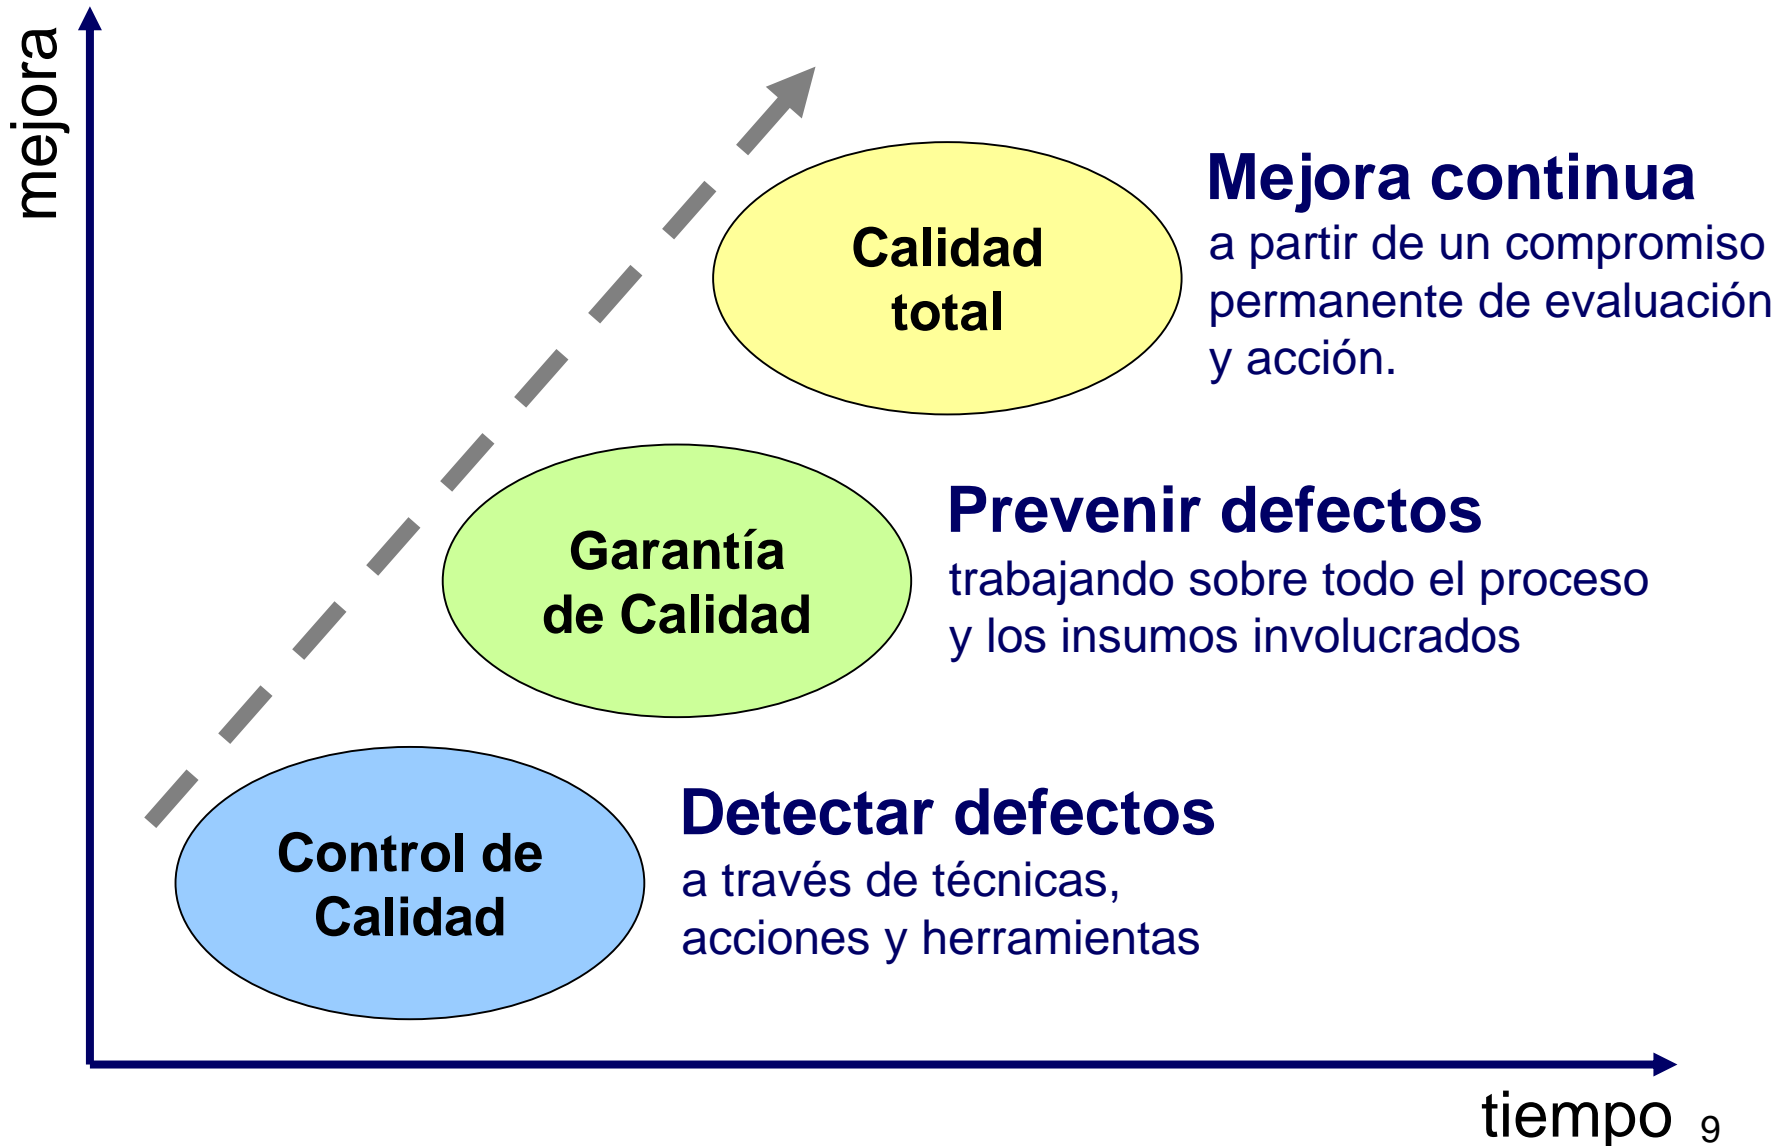 mejora
Calidad
total
Mejora continua
a partir de un compromiso
permanente de evaluación
y acción.
Garantía
de Calidad
Prevenir defectos
trabajando sobre todo el proceso
y los insumos involucrados
Control de
Calidad
Detectar defectos
a través de técnicas,
acciones y herramientas
tiempo
9